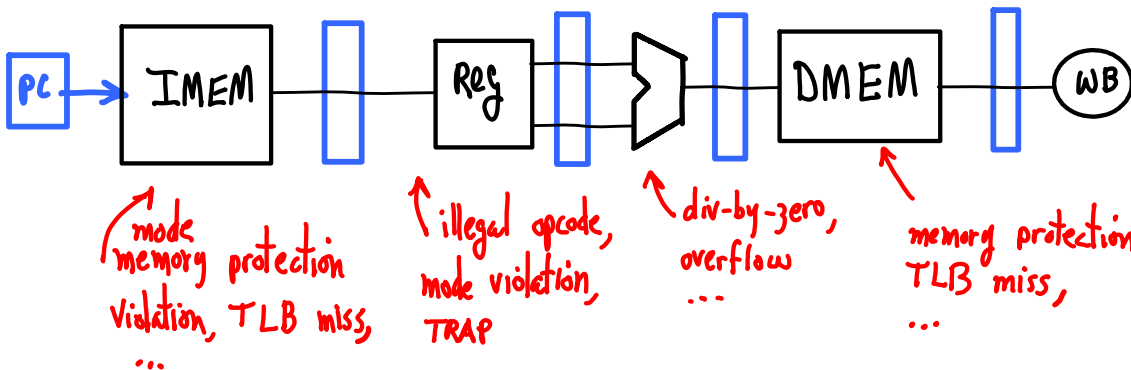 PC
IMEM
Reg
DMEM
WB
mode
memory protection
violation, TLB miss,
...
illegal opcode,
mode violation,
TRAP
div-by-zero,
overflow
...
memory protection
TLB miss,
...